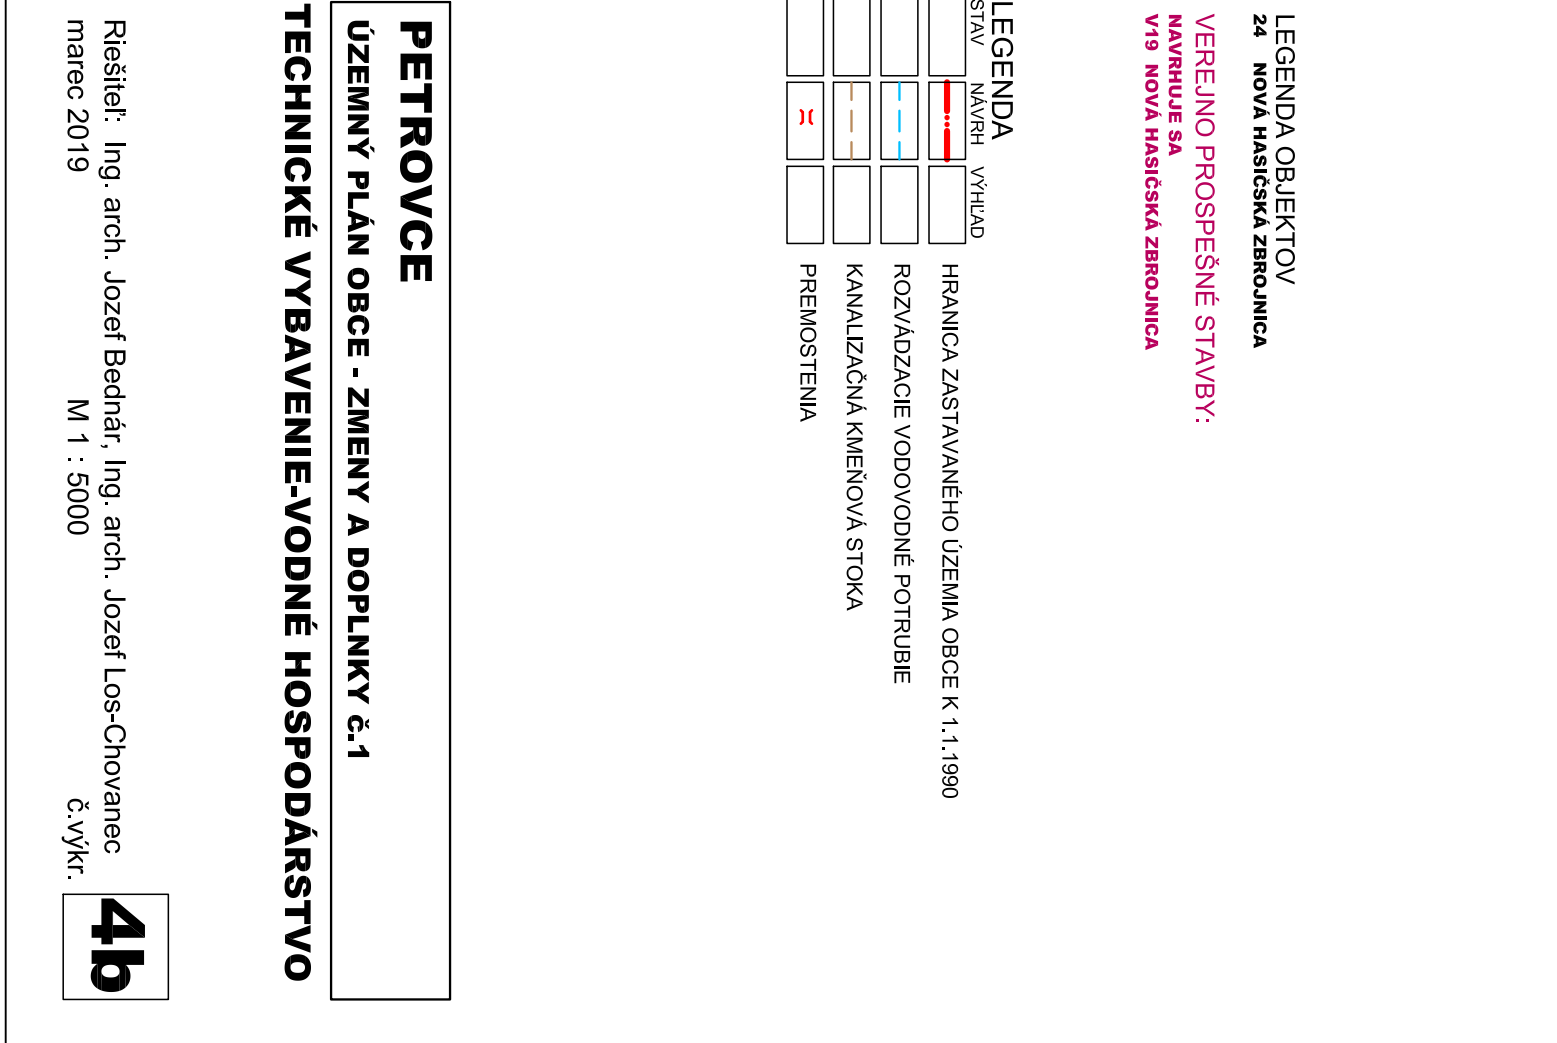 LEGENDA OBJEKTOV
24 NOVÁ HASIČSKÁ ZBROJNICA
VEREJNO PROSPEŠNÉ STAVBY:
NAVRHUJE SA
V19 NOVÁ HASIČSKÁ ZBROJNICA
LEGENDA
STAV NÁVRH VÝHĽAD
HRANICA ZASTAVANÉHO ÚZEMIA OBCE K 1.1.1990
ROZVÁDZACIE VODOVODNÉ POTRUBIE
KANALIZAČNÁ KMEŇOVÁ STOKA
PREMOSTENIA
PETROVCE
ÚZEMNÝ PLÁN OBCE - ZMENY A DOPLNKY č.1
TECHNICKÉ VYBAVENIE-VODNÉ HOSPODÁRSTVO
Riešiteľ: Ing. arch. Jozef Bednár, Ing. arch. Jozef Los-Chovanec
marec 2019 M 1 : 5000 č.výkr.
4b